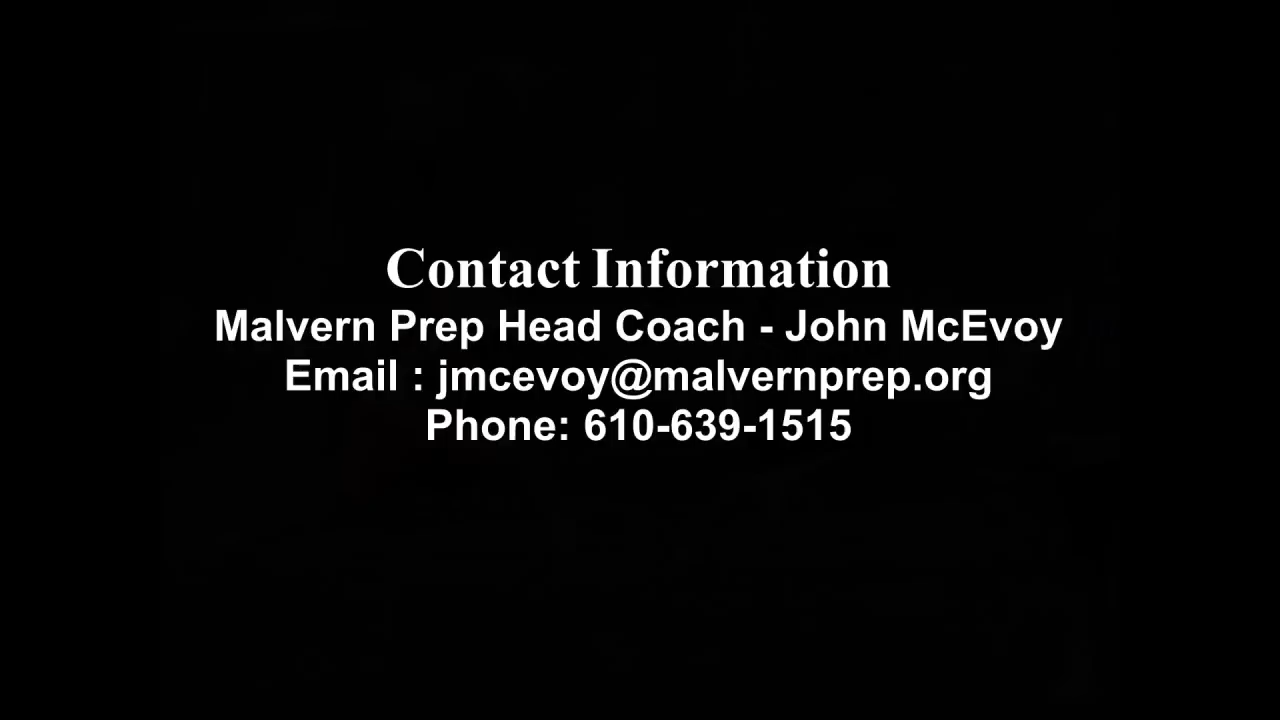 Contact Information
Malvern Prep Head Coach - John McEvoy
Email : jmcevoy@malvernprep.org
Phone: 610-639-1515